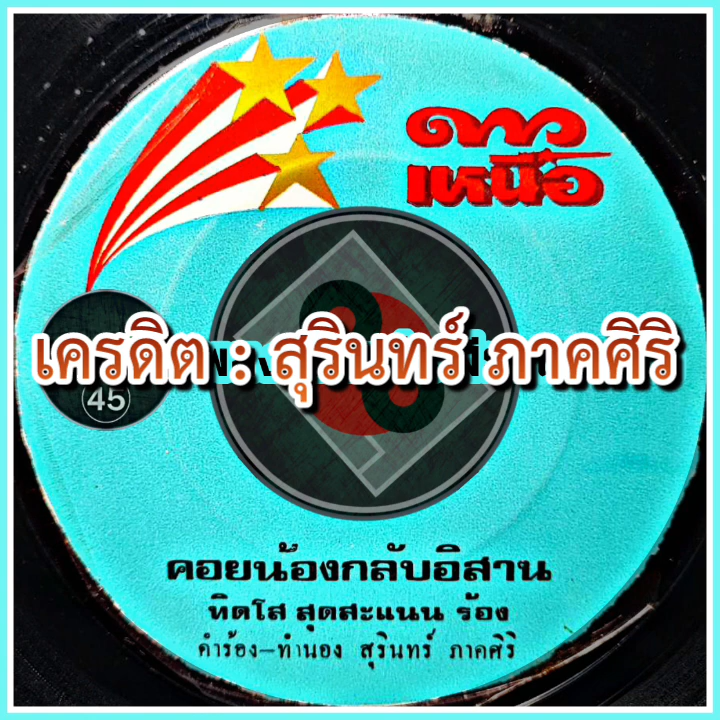 ดาว
เหนือ
เครดิต : สุรินทร์ ภาคศิริ
45
คอยน้องกลับอิสาน
ทิดโส สุดสะแนน ร้อง
คำร้อง-ทำนอง สุรินทร์ ภาคศิริ